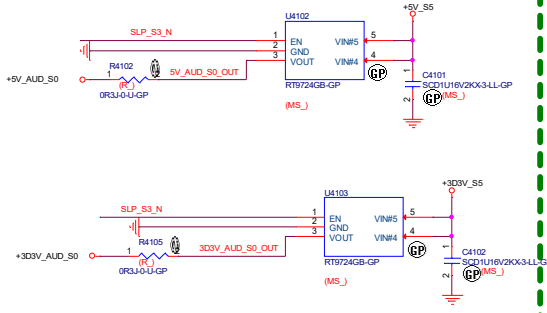 +5V_S5
U4102
SLP_S3_N
1 EN VIN#5 5
2 GND
3 VOUT VIN#4 4
R4102
1 2
5V_AUD_S0_OUT
+5V_AUD_S0
(R_)
0R3J-0-U-GP
GP
RT9724GB-GP
(MS_)
1
C4101
SCD1U16V2KX-3-LL-GP
2
GP
(MS_)
+3D3V_S5
U4103
SLP_S3_N
1 EN VIN#5 5
2 GND
3 VOUT VIN#4 4
R4105
1 2
3D3V_AUD_S0_OUT
+3D3V_AUD_S0
(R_)
0R3J-0-U-GP
GP
RT9724GB-GP
(MS_)
1
C4102
SCD1U16V2KX-3-LL-G
2
GP
(MS_)